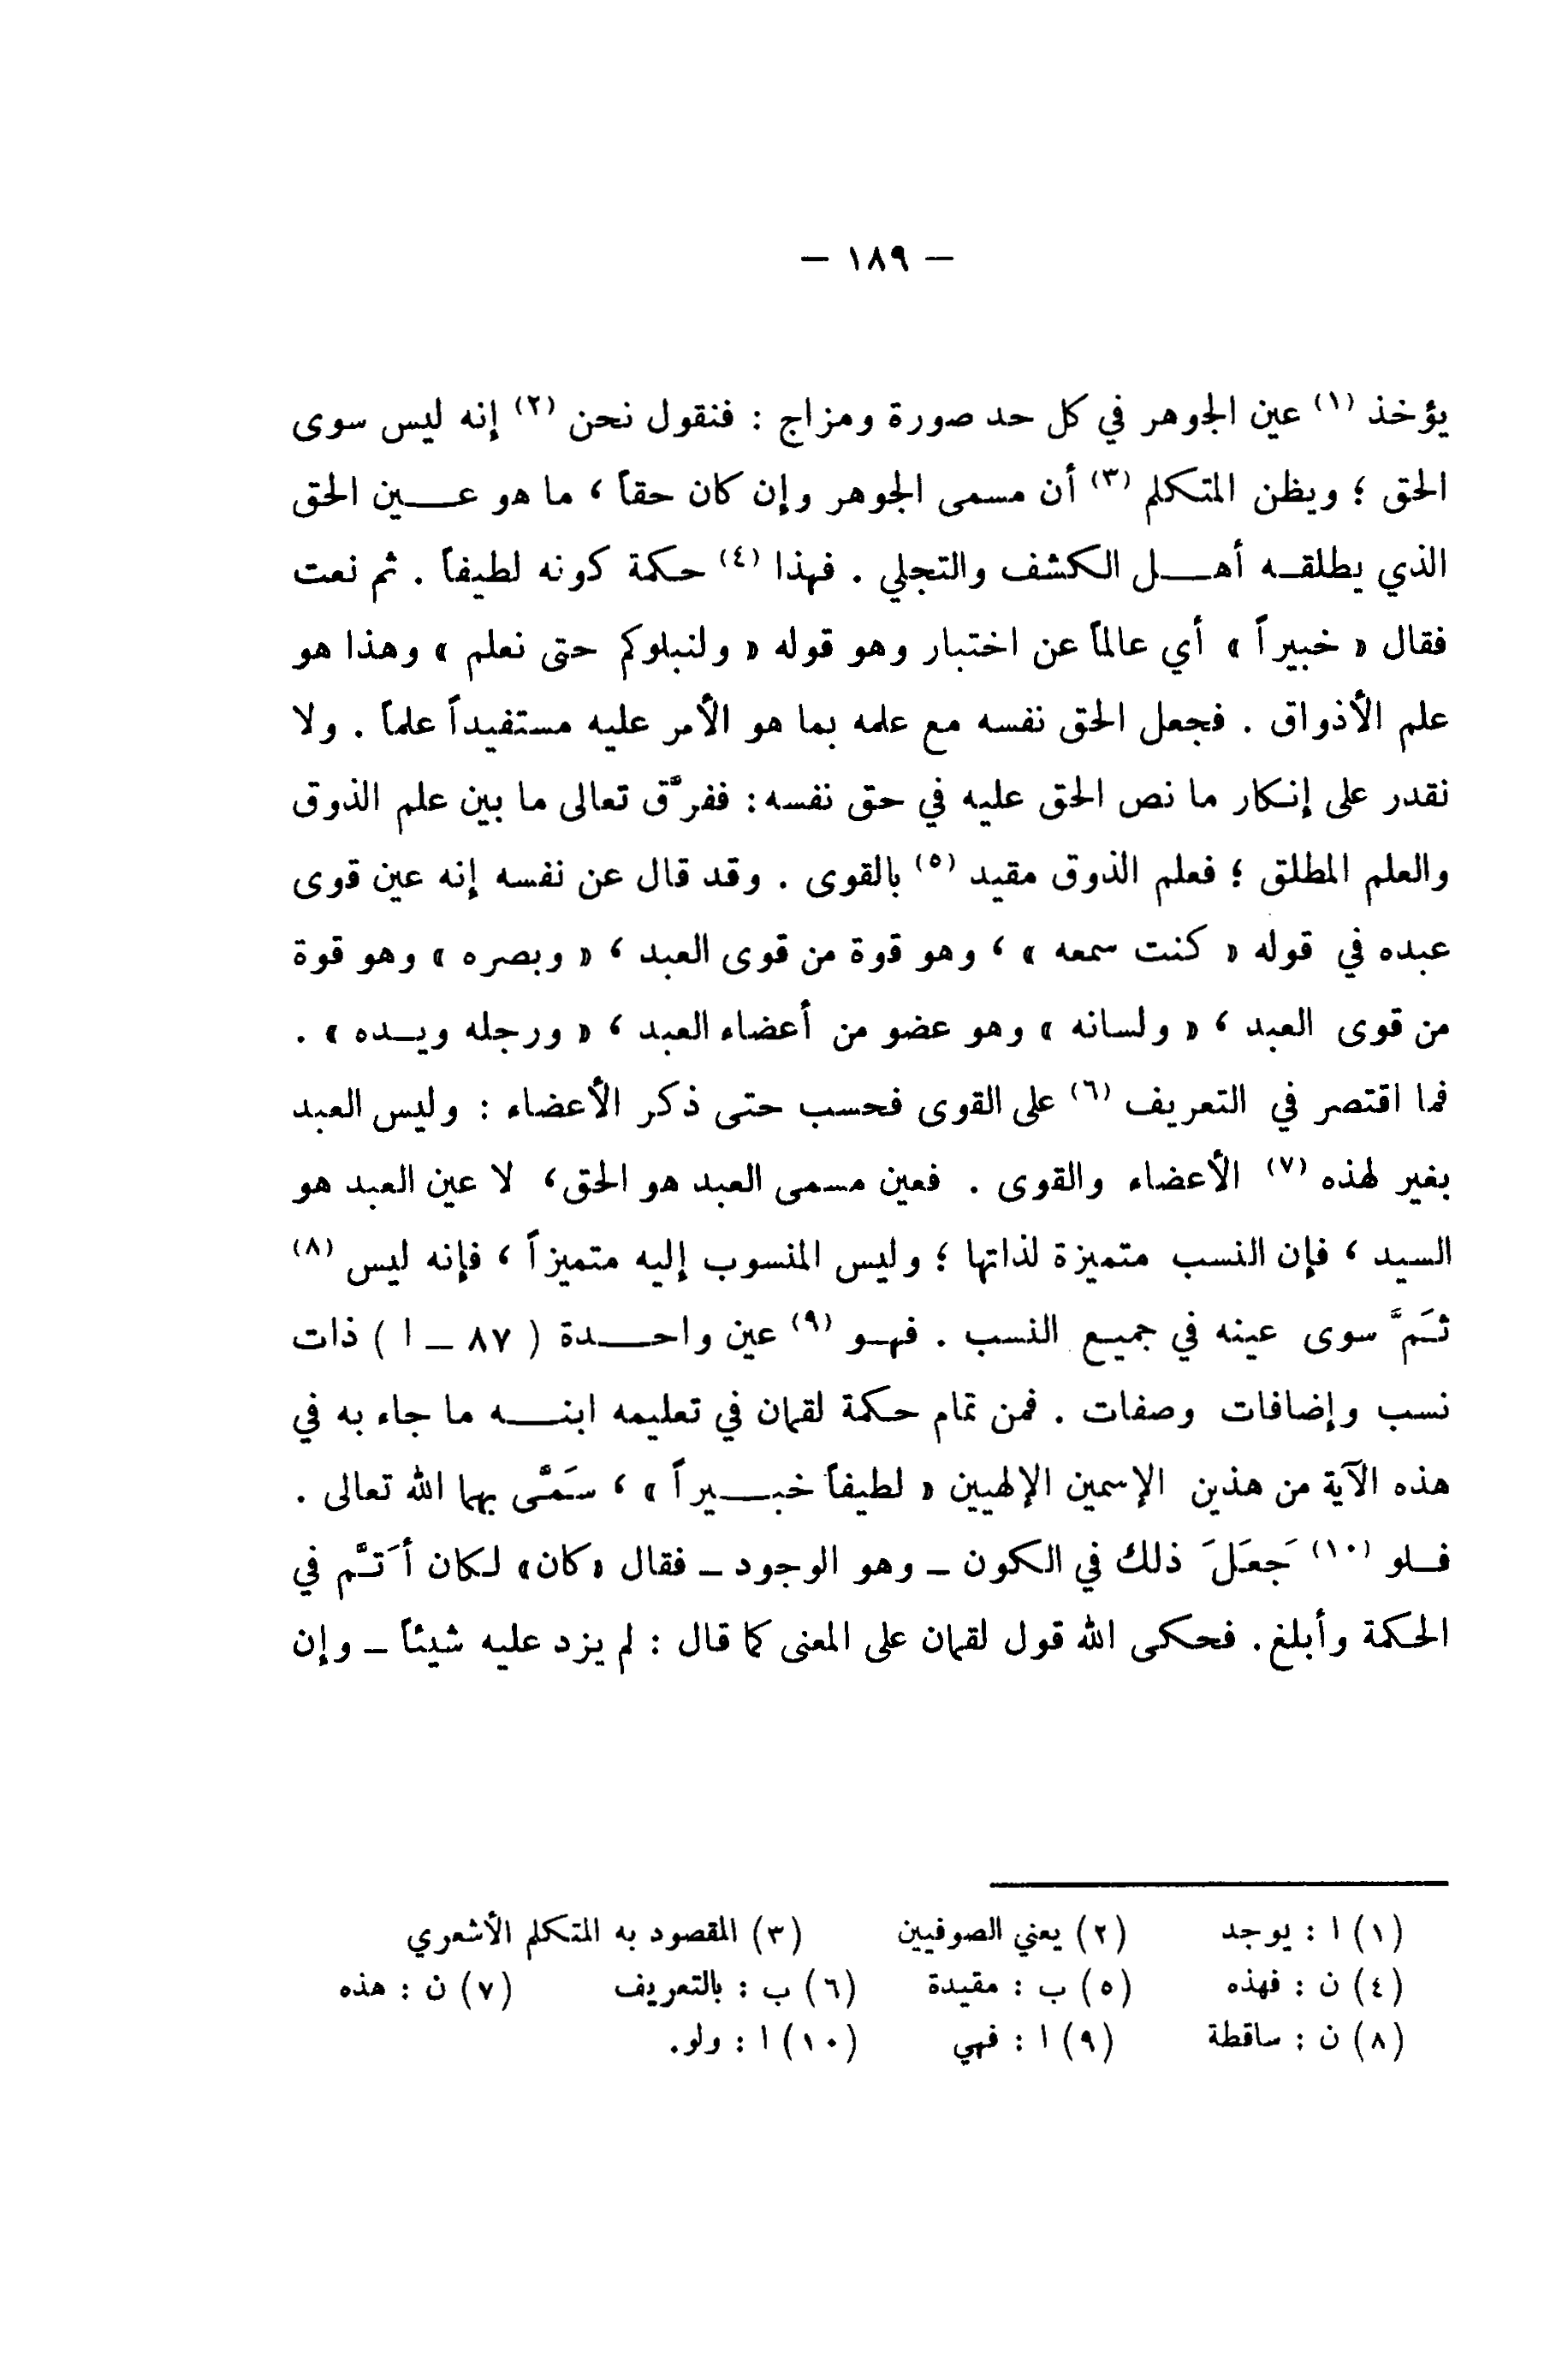 — ١٨٩ —
يؤخذ (١) عين الجوهر في كل حد صورة ومزاج : فنقول نحن (٢) إنه ليس سوى
الحق ؛ ويظن المتكلم (٣) أن مسمى الجوهر وإن كان حقاً ، ما هو عين الحق
الذي يطلقه أهل الكشف والتجلي . فهذا (٤) حكمة كونه لطيفاً . ثم نعت
فقال « خبيراً » أي عالماً عن اختبار وهو قوله « ولنبلوكم حتى نعلم » وهذا هو
علم الأذواق . فجعل الحق نفسه مع علمه بما هو الأمر عليه مستفيداً علماً . ولا
نقدر على إنكار ما نص الحق عليه في حق نفسه : ففرَّق تعالى ما بين علم الذوق
والعلم المطلق ؛ فعلم الذوق مقيد (٥) بالقوى . وقد قال عن نفسه إنه عين قوى
عبده في قوله « كنت سمعه » ، وهو قوة من قوى العبد ، « وبصره » وهو قوة
من قوى العبد ، « ولسانه » وهو عضو من أعضاء العبد ، « ورجله ويده » .
فما اقتصر في التعريف (٦) على القوى فحسب حتى ذكر الأعضاء : وليس العبد
بغير لهذه (٧) الأعضاء والقوى . فعين مسمى العبد هو الحق ، لا عين العبد هو
السيد ، فإن النسب متميزة لذاتها ؛ وليس المنسوب إليه متميزاً ، فإنه ليس (٨)
ثَمَّ سوى عينه في جميع النسب . فهو (٩) عين واحدة ( ٨٧ – ا ) ذات
نسب وإضافات وصفات . فمن تمام حكمة لقمان في تعليمه ابنه ما جاء به في
هذه الآية من هذين الإسمين الإلهيين « لطيفاً خبيراً » ، سَمَّى بهما الله تعالى .
فلو (١٠) جَعَلَ ذلك في الكون – وهو الوجود – فقال «كان» لكان أَتَمَّ في
الحكمة وأبلغ . فحكى الله قول لقمان على المعنى كما قال : لم يزد عليه شيئاً – وإن
(١) ا : يوجد (٢) يعني الصوفيين (٣) المقصود به المتكلم الأشعري
(٤) ن : فهذه (٥) ب : مقيدة (٦) ب : بالتعريف (٧) ن : هذه
(٨) ن : ساقطة (٩) ا : فهي (١٠) ا : ولو.